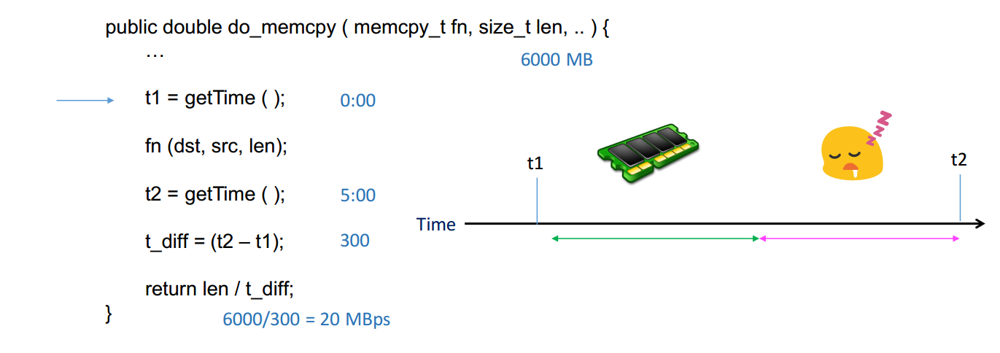 public double do_memcpy ( memcpy_t fn, size_t len, .. ) {
…
6000 MB
t1 = getTime ( );
0:00
fn (dst, src, len);
t2 = getTime ( );
5:00
t_diff = (t2 – t1);
300
return len / t_diff;
}
6000/300 = 20 MBps
t1
z z z
t2
Time